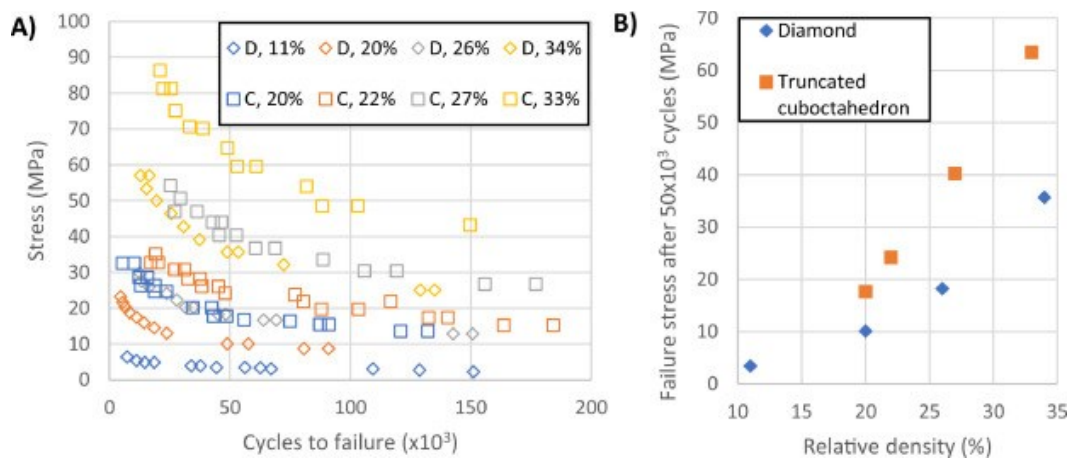 A)
100
90
80
70
60
50
40
30
20
10
0
Stress (MPa)
D, 11% D, 20% D, 26% D, 34%
C, 20% C, 22% C, 27% C, 33%
0 50 100 150 200
Cycles to failure (x10³)
B)
70
60
50
40
30
20
10
0
Failure stress after 50x10³ cycles (MPa)
Diamond
Truncated
cuboctahedron
10 15 20 25 30 35
Relative density (%)